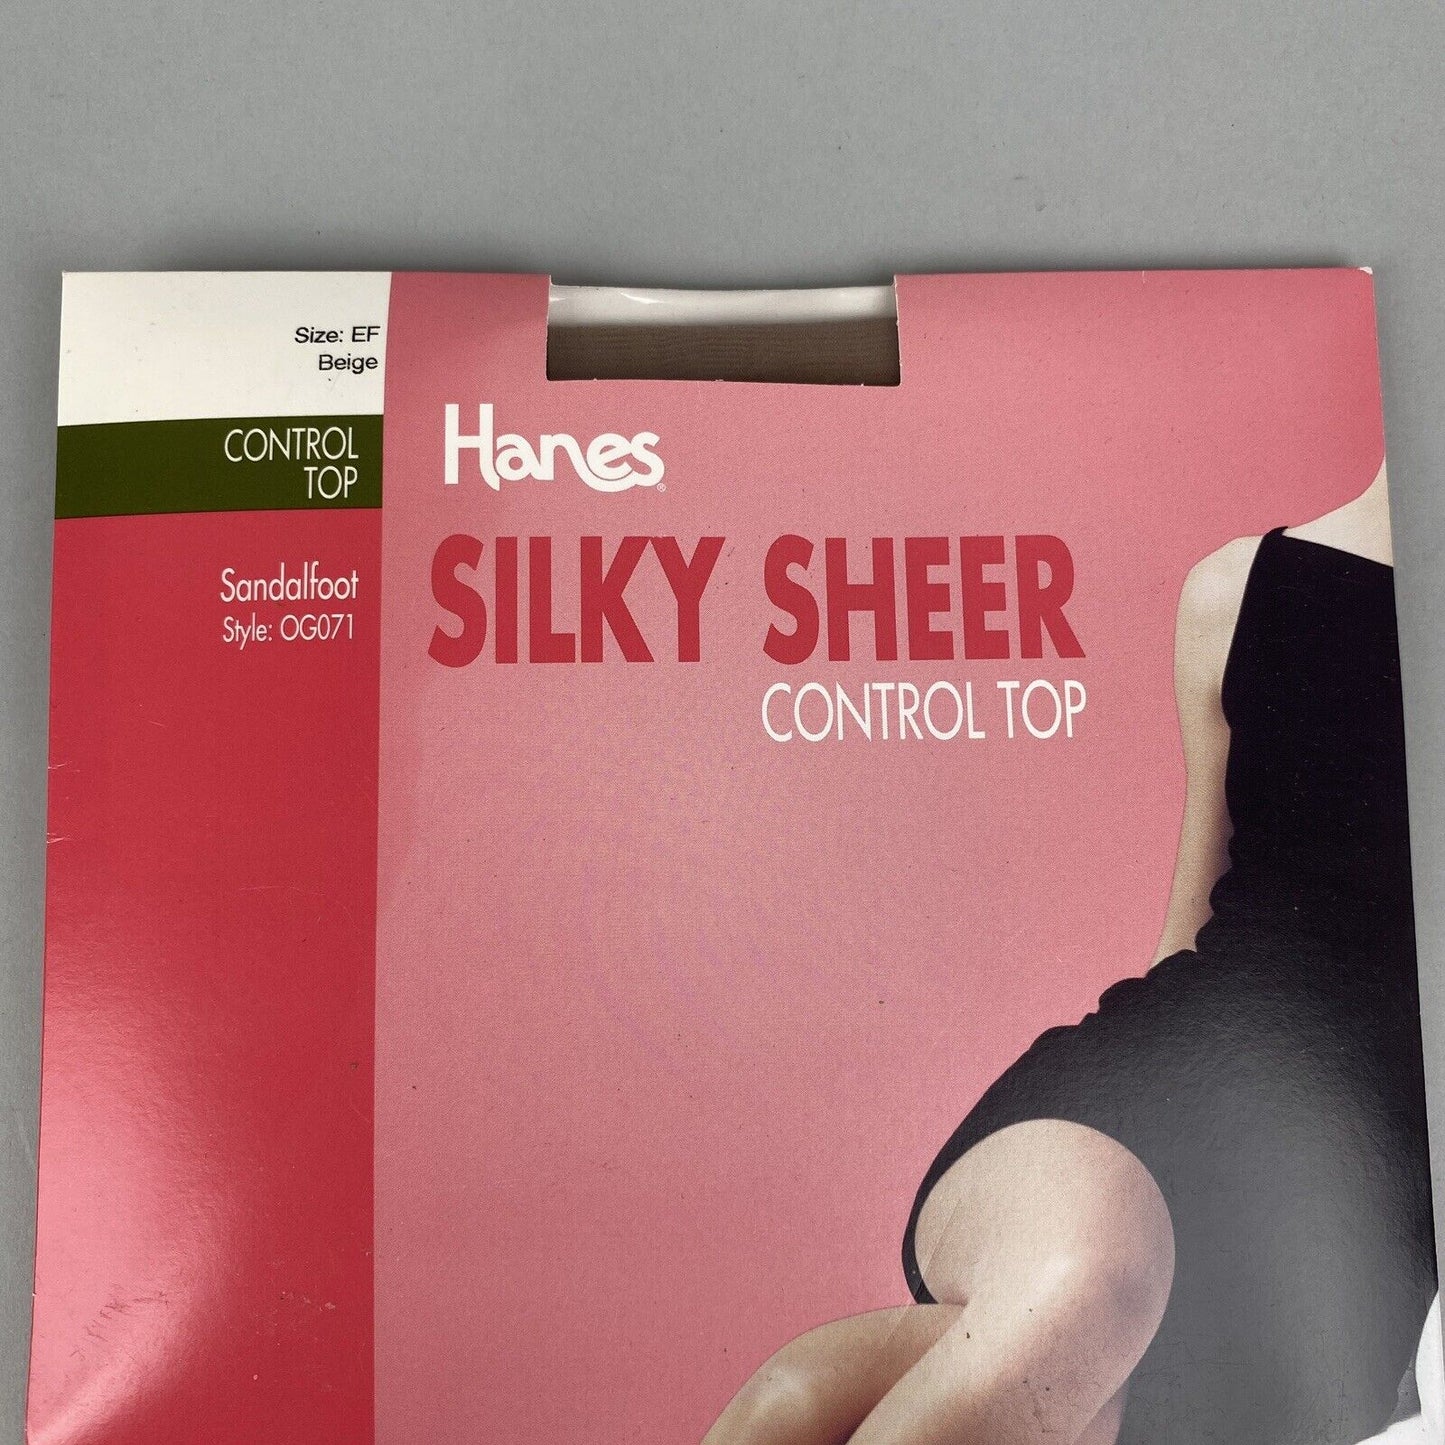 Size: EF
Beige
CONTROL
TOP
Sandalfoot
Style: OG071
Hanes®
SILKY SHEER
CONTROL TOP